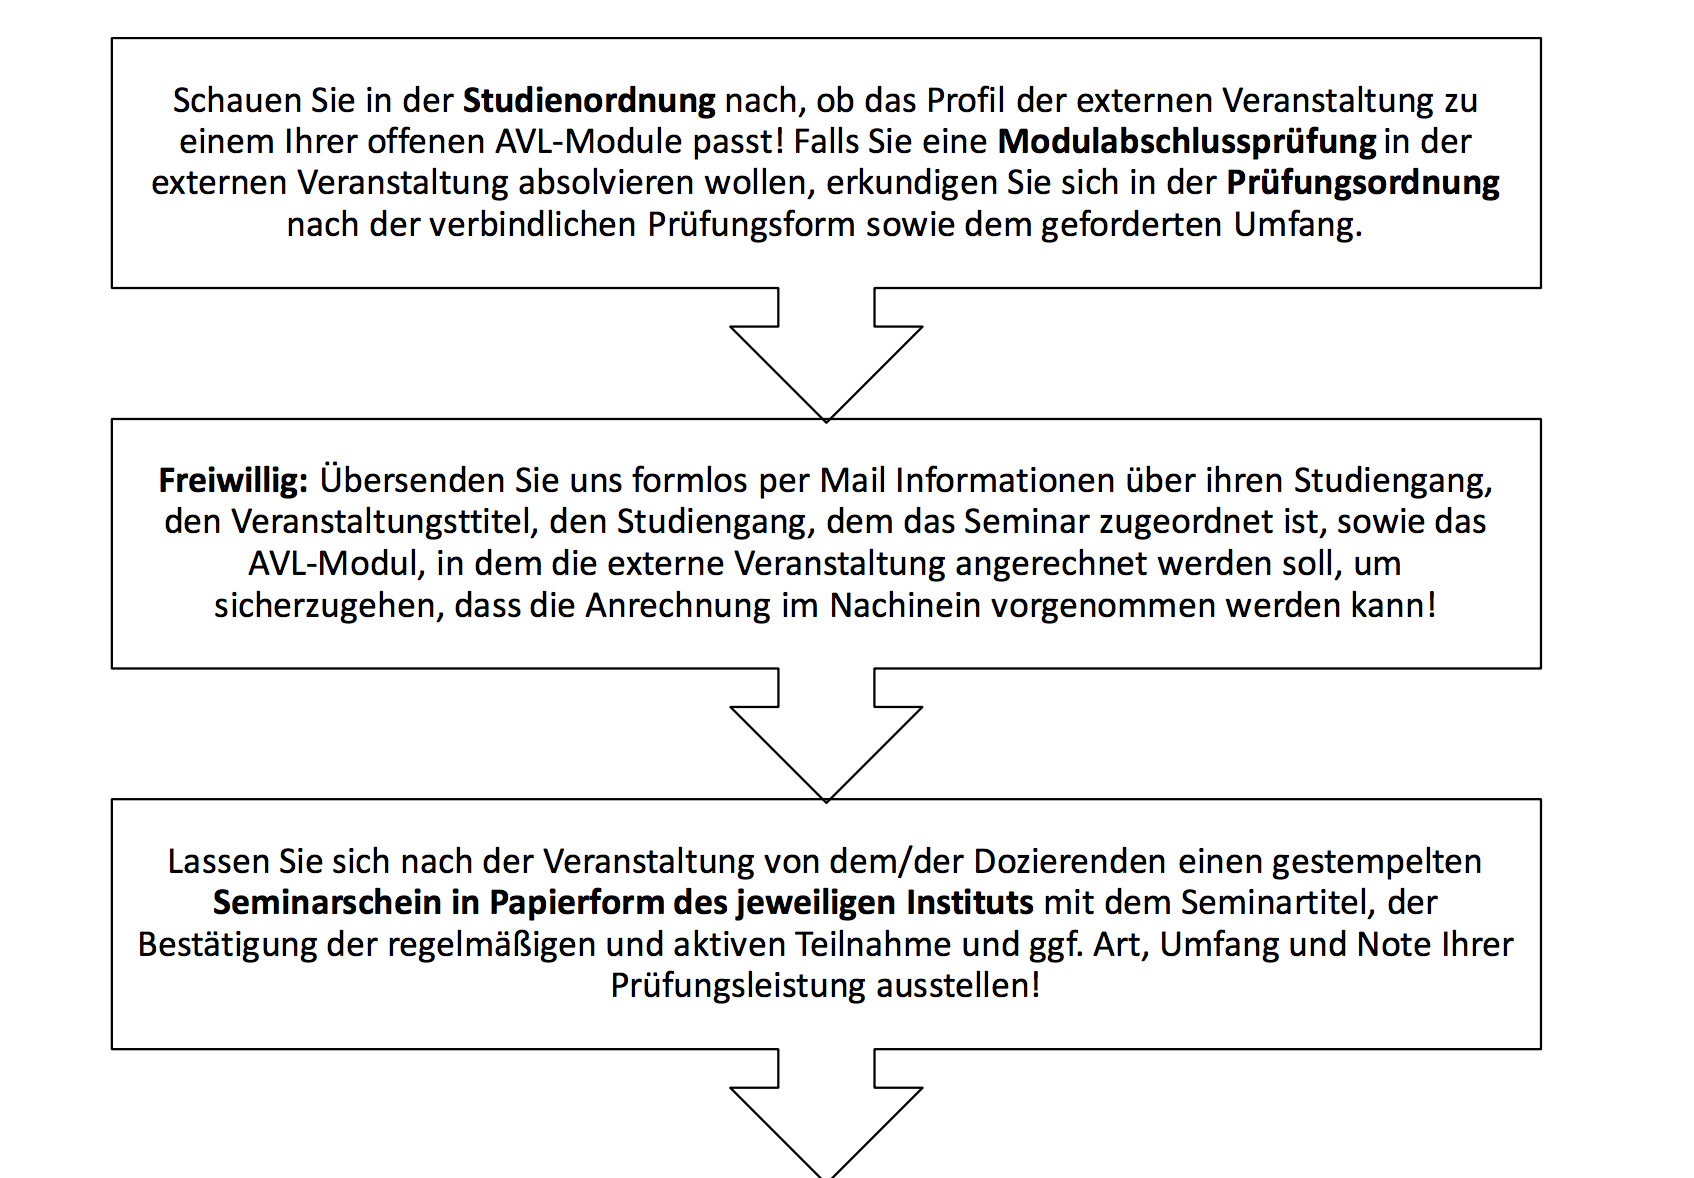 Schauen Sie in der Studienordnung nach, ob das Profil der externen Veranstaltung zu
einem Ihrer offenen AVL-Module passt! Falls Sie eine Modulabschlussprüfung in der
externen Veranstaltung absolvieren wollen, erkundigen Sie sich in der Prüfungsordnung
nach der verbindlichen Prüfungsform sowie dem geforderten Umfang.
Freiwillig: Übersenden Sie uns formlos per Mail Informationen über ihren Studiengang,
den Veranstaltungsttitel, den Studiengang, dem das Seminar zugeordnet ist, sowie das
AVL-Modul, in dem die externe Veranstaltung angerechnet werden soll, um
sicherzugehen, dass die Anrechnung im Nachinein vorgenommen werden kann!
Lassen Sie sich nach der Veranstaltung von dem/der Dozierenden einen gestempelten
Seminarschein in Papierform des jeweiligen Instituts mit dem Seminartitel, der
Bestätigung der regelmäßigen und aktiven Teilnahme und ggf. Art, Umfang und Note Ihrer
Prüfungsleistung ausstellen!